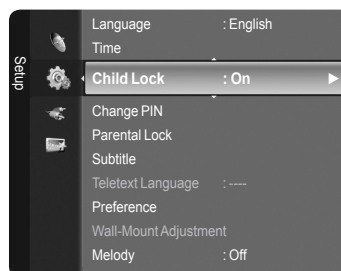 Setup
Language : English
Time
Child Lock : On
Change PIN
Parental Lock
Subtitle
Teletext Language : ----
Preference
Wall-Mount Adjustment
Melody : Off